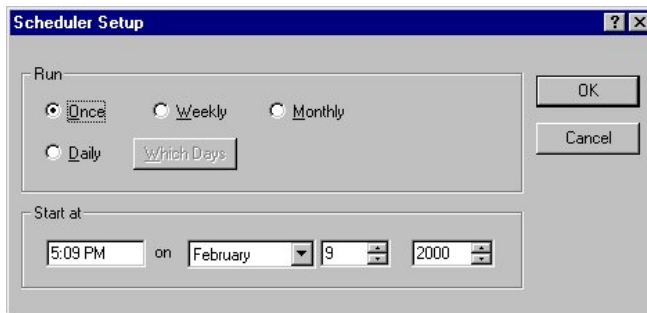 Scheduler Setup
Run
Once Weekly Monthly
Daily Which Days
OK
Cancel
Start at
5:09 PM on February 9 2000